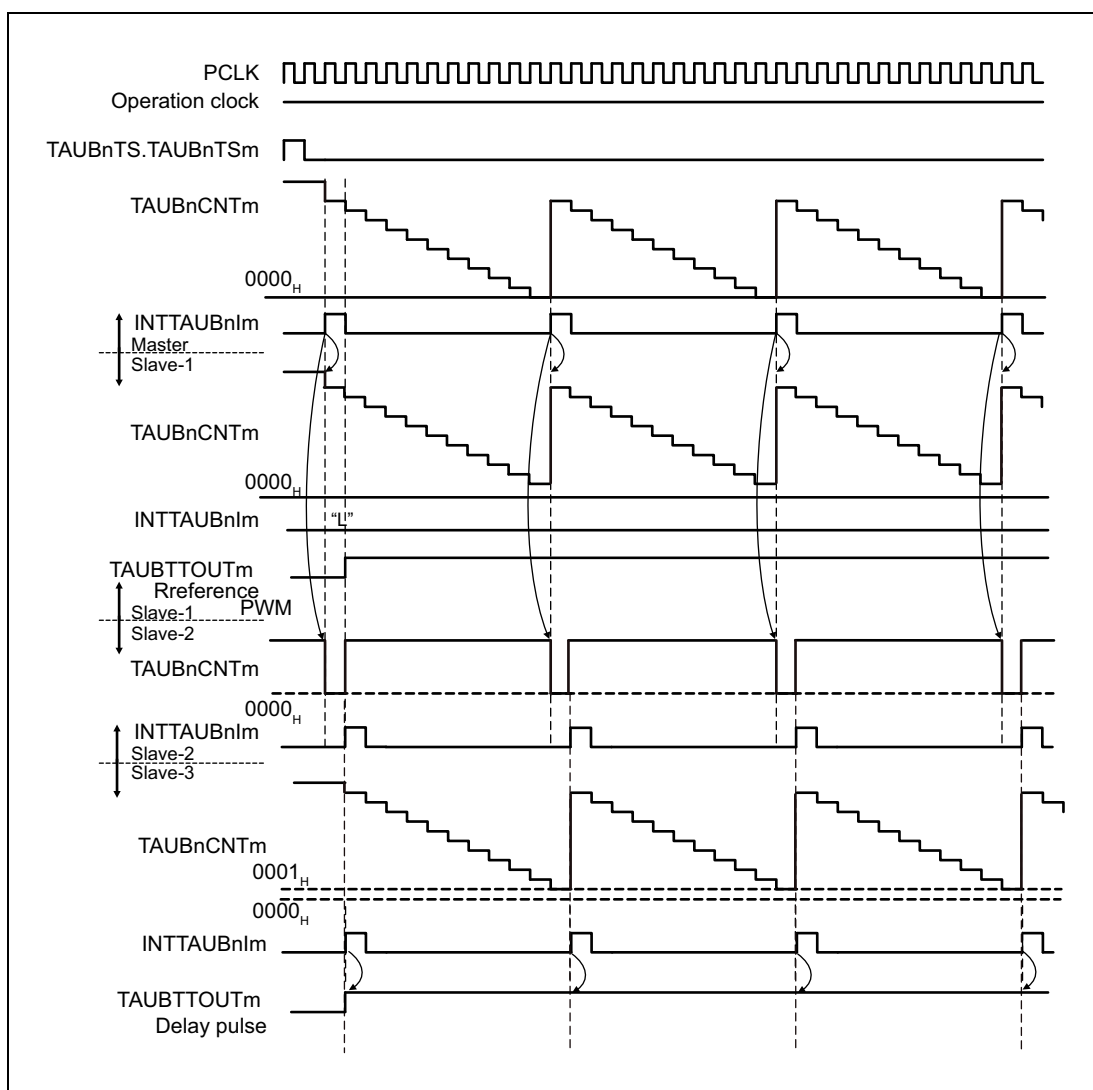 PCLK
Operation clock
TAUBnTS.TAUBnTSm
TAUBnCNTm
0000H
INTTAUBnIm
Master
Slave-1
TAUBnCNTm
0000H
INTTAUBnIm
“L”
TAUBTTOUTm
Rreference
PWM
Slave-1
Slave-2
TAUBnCNTm
0000H
INTTAUBnIm
Slave-2
Slave-3
TAUBnCNTm
0001H
0000H
INTTAUBnIm
TAUBTTOUTm
Delay pulse